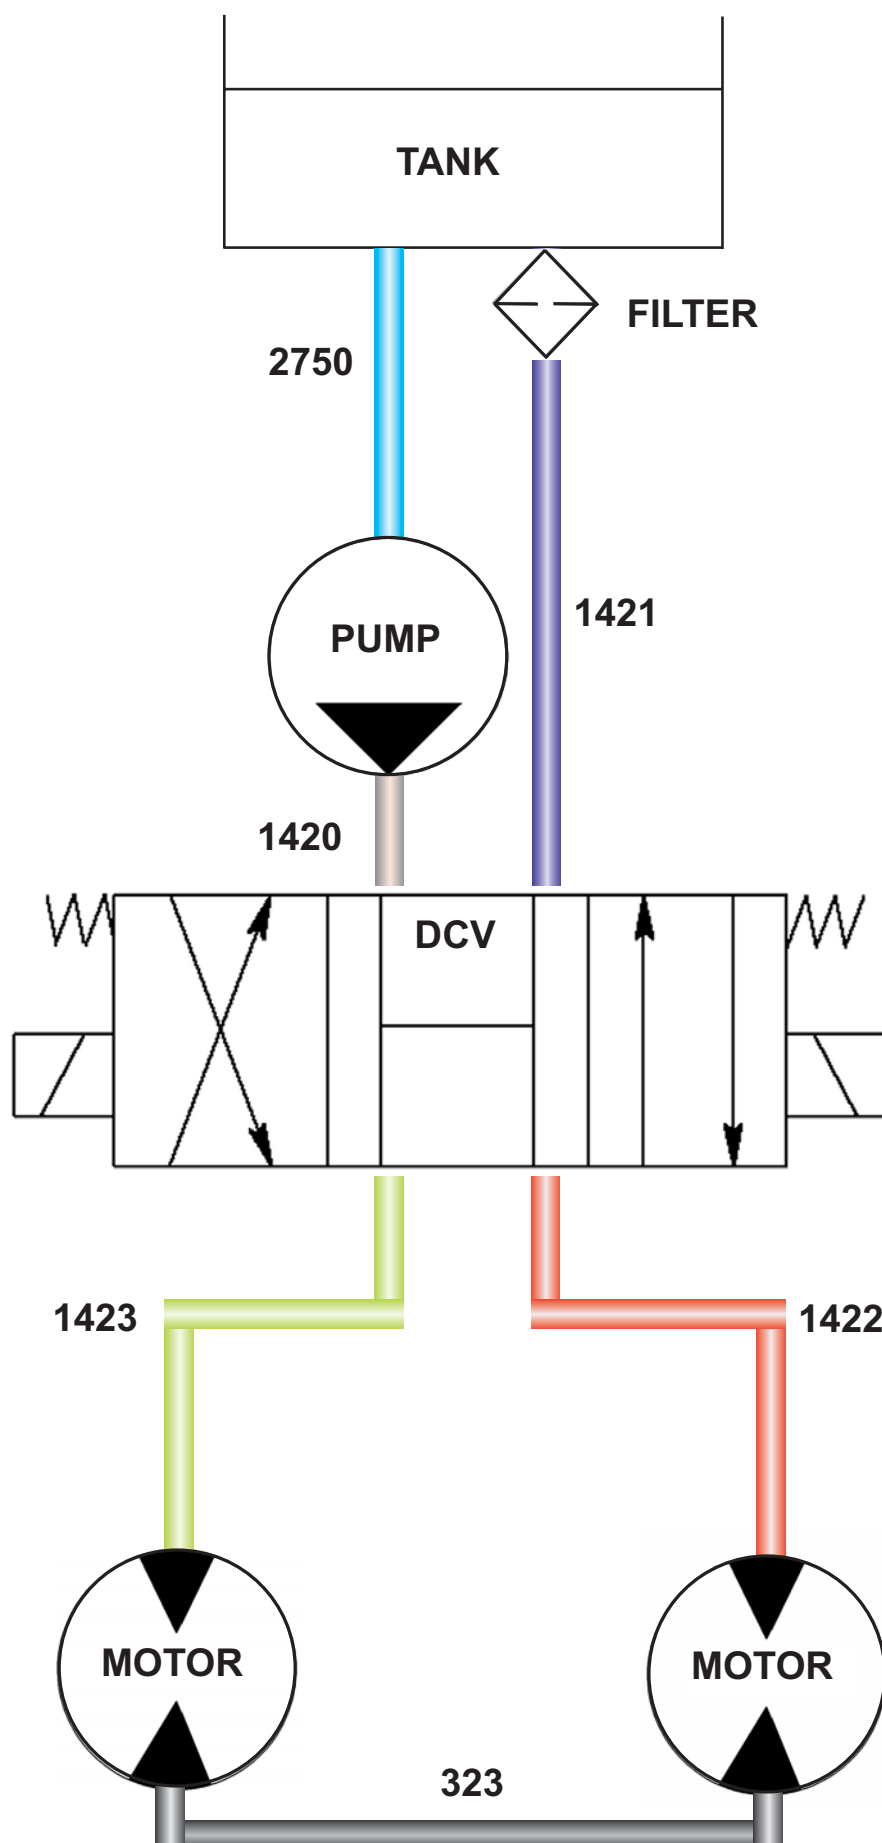 TANK
FILTER
2750
1421
PUMP
1420
DCV
1423
1422
MOTOR
MOTOR
323